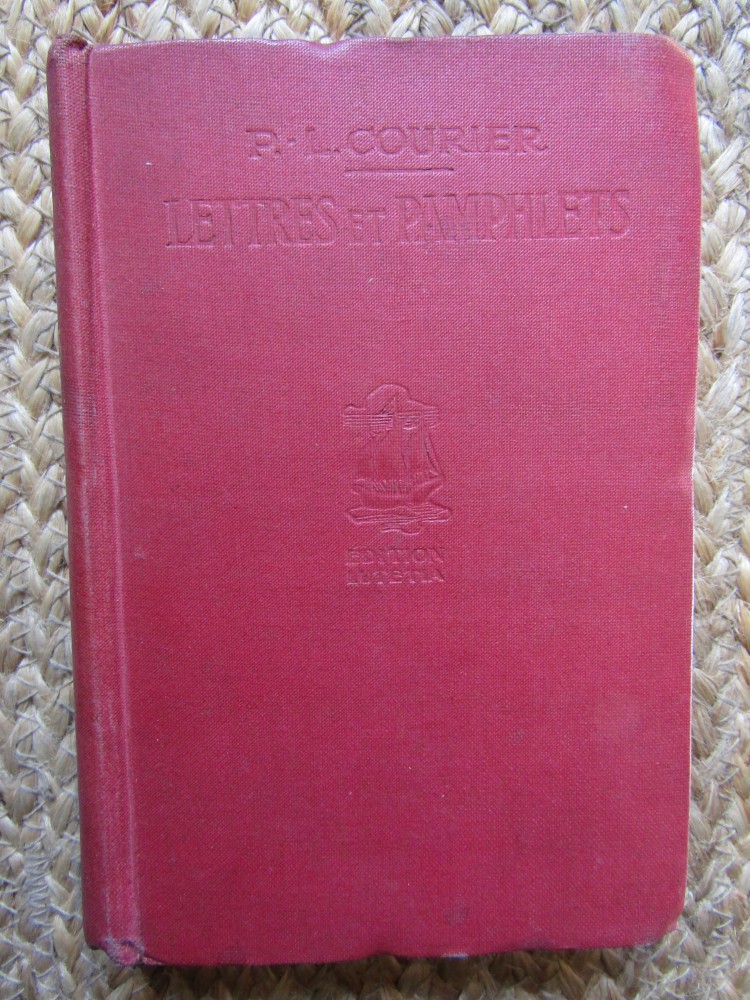 P.-L. COURIER
LETTRES ET PAMPHLETS
ÉDITION
LUTETIA